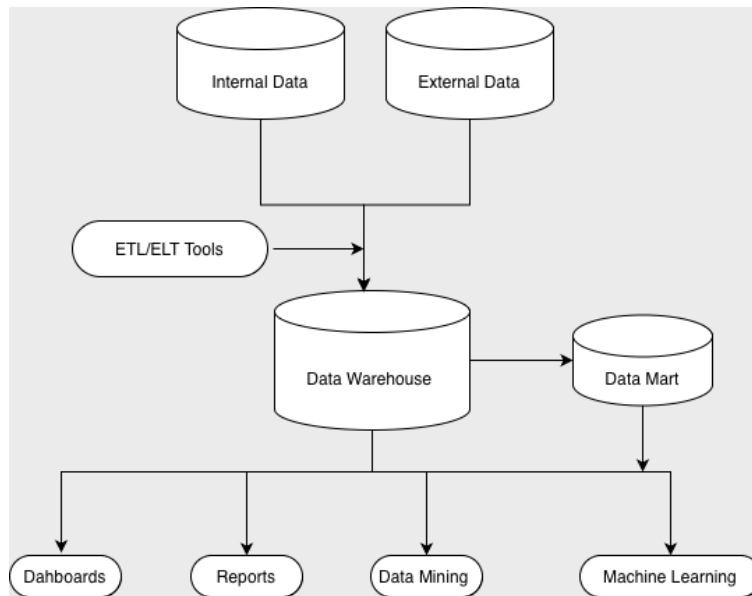 Internal Data
External Data
ETL/ELT Tools
Data Warehouse
Data Mart
Dahboards
Reports
Data Mining
Machine Learning